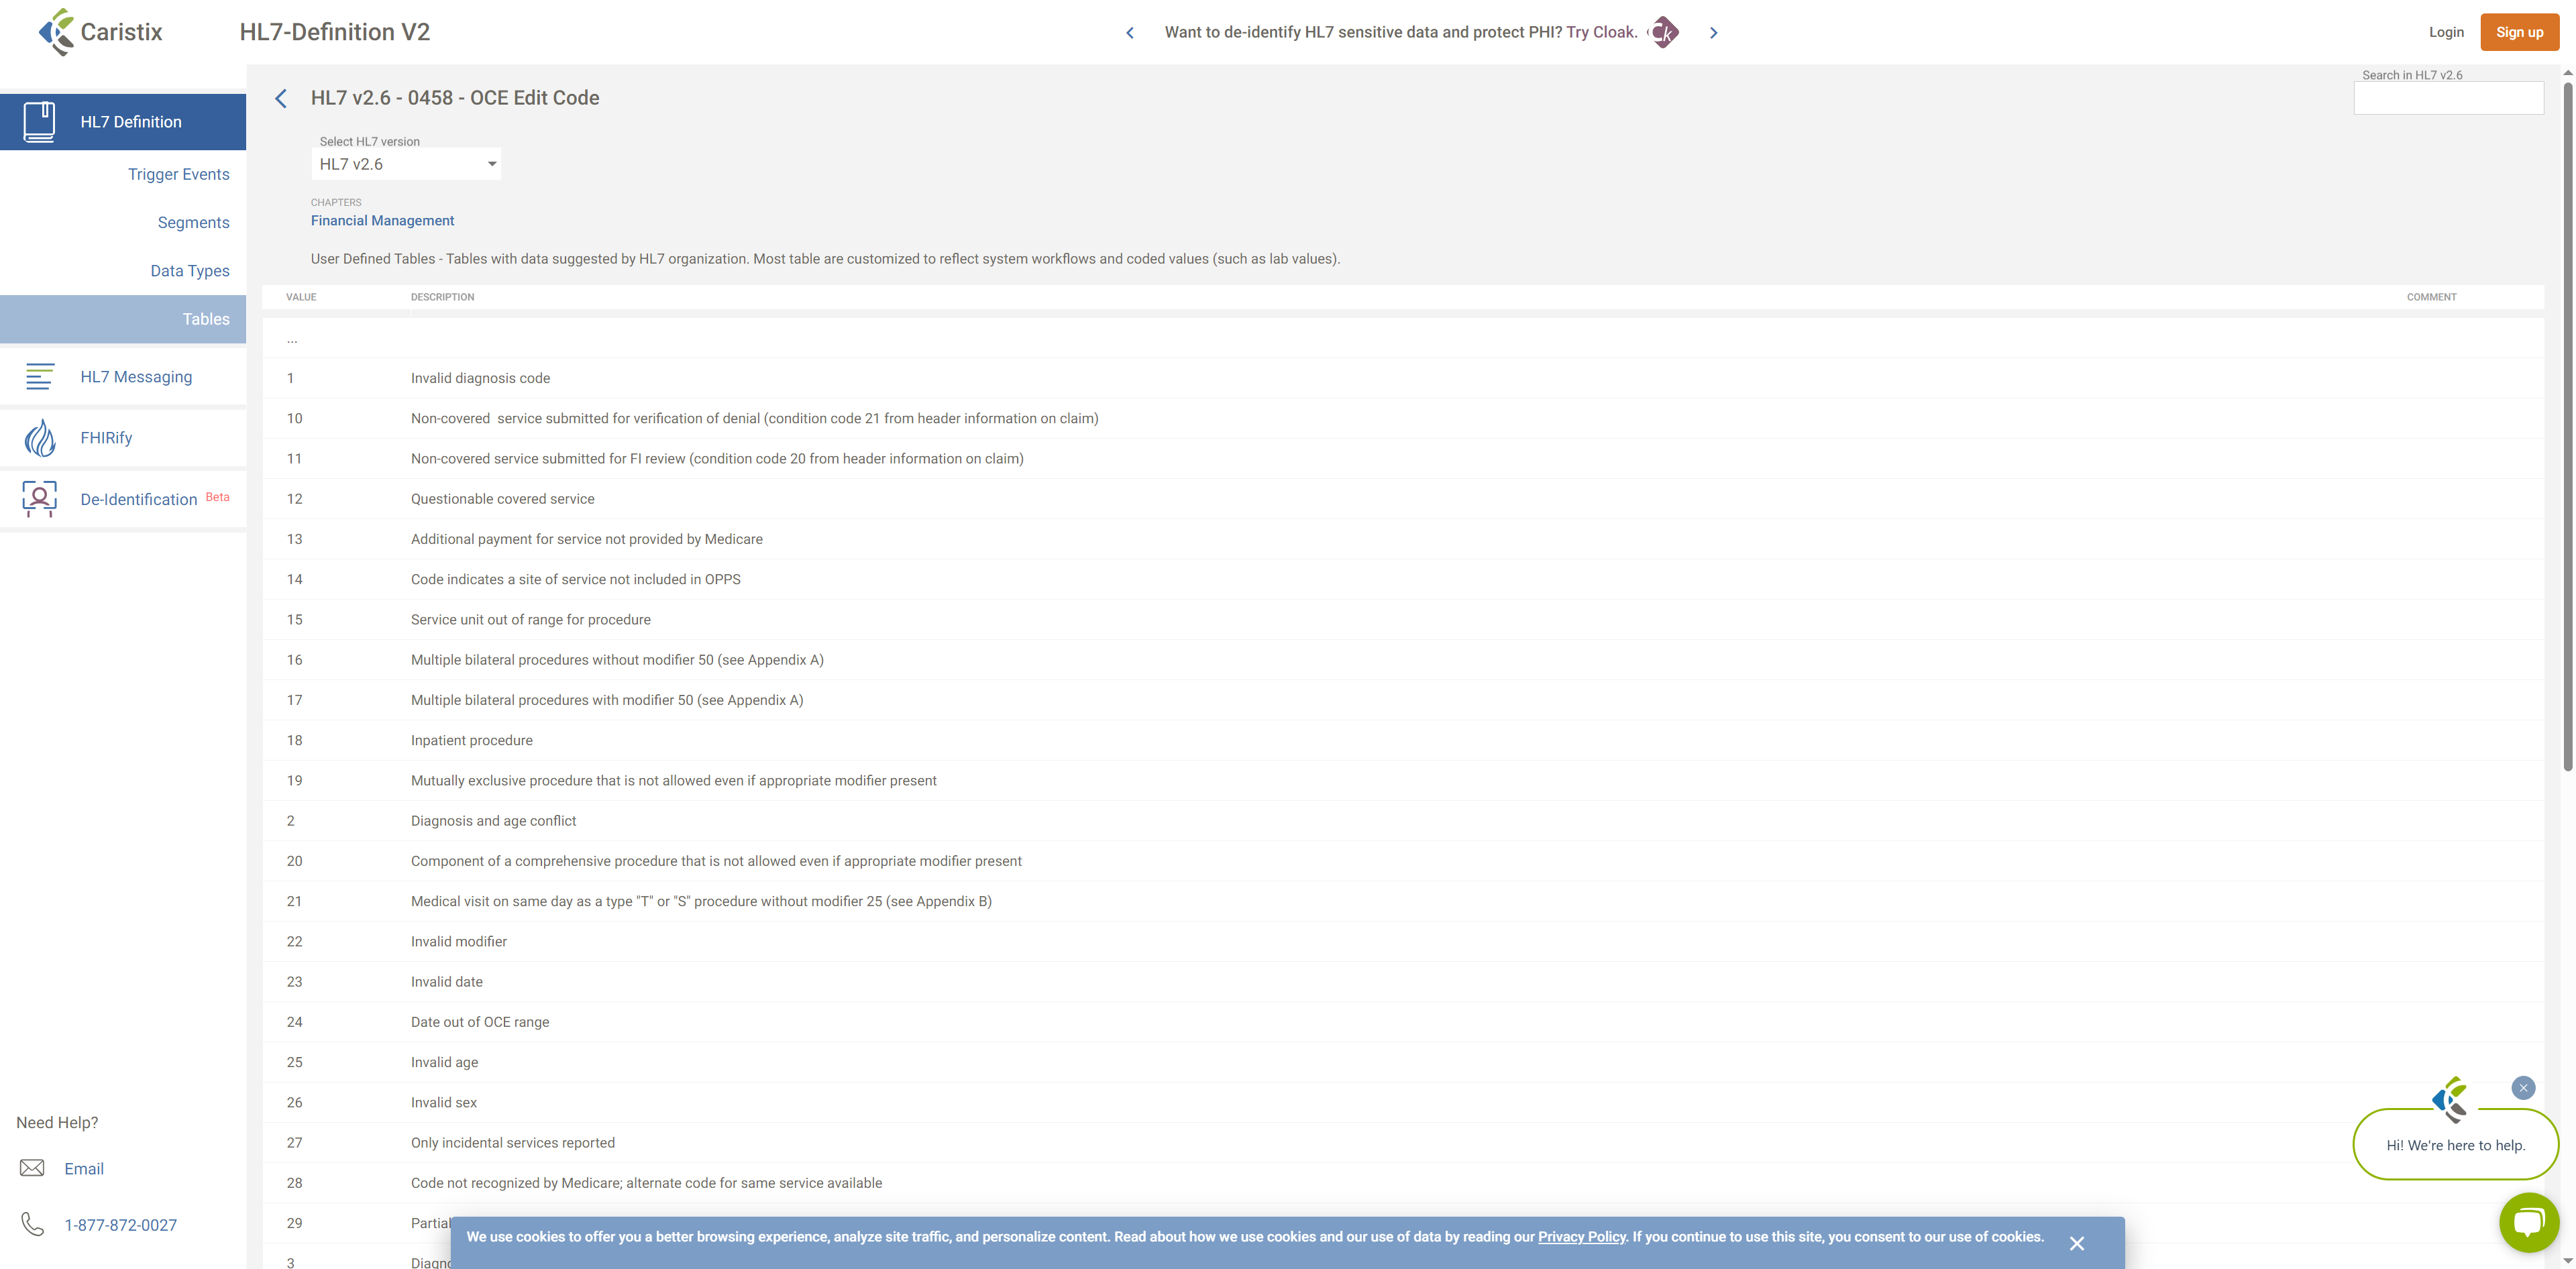 Caristix
HL7-Definition V2
Want to de-identify HL7 sensitive data and protect PHI? Try Cloak.
Ck
Login
Sign up
HL7 Definition
Trigger Events
Segments
Data Types
Tables
HL7 Messaging
FHIRify
De-Identification Beta
Need Help?
Email
1-877-872-0027
HL7 v2.6 - 0458 - OCE Edit Code
Search in HL7 v2.6
Select HL7 version
HL7 v2.6
CHAPTERS
Financial Management
User Defined Tables - Tables with data suggested by HL7 organization. Most table are customized to reflect system workflows and coded values (such as lab values).
VALUE DESCRIPTION COMMENT
...
1 Invalid diagnosis code
10 Non-covered  service submitted for verification of denial (condition code 21 from header information on claim)
11 Non-covered service submitted for FI review (condition code 20 from header information on claim)
12 Questionable covered service
13 Additional payment for service not provided by Medicare
14 Code indicates a site of service not included in OPPS
15 Service unit out of range for procedure
16 Multiple bilateral procedures without modifier 50 (see Appendix A)
17 Multiple bilateral procedures with modifier 50 (see Appendix A)
18 Inpatient procedure
19 Mutually exclusive procedure that is not allowed even if appropriate modifier present
2 Diagnosis and age conflict
20 Component of a comprehensive procedure that is not allowed even if appropriate modifier present
21 Medical visit on same day as a type "T" or "S" procedure without modifier 25 (see Appendix B)
22 Invalid modifier
23 Invalid date
24 Date out of OCE range
25 Invalid age
26 Invalid sex
27 Only incidental services reported
28 Code not recognized by Medicare; alternate code for same service available
29 Partial
3
We use cookies to offer you a better browsing experience, analyze site traffic, and personalize content. Read about how we use cookies and our use of data by reading our Privacy Policy. If you continue to use this site, you consent to our use of cookies.
Hi! We're here to help.